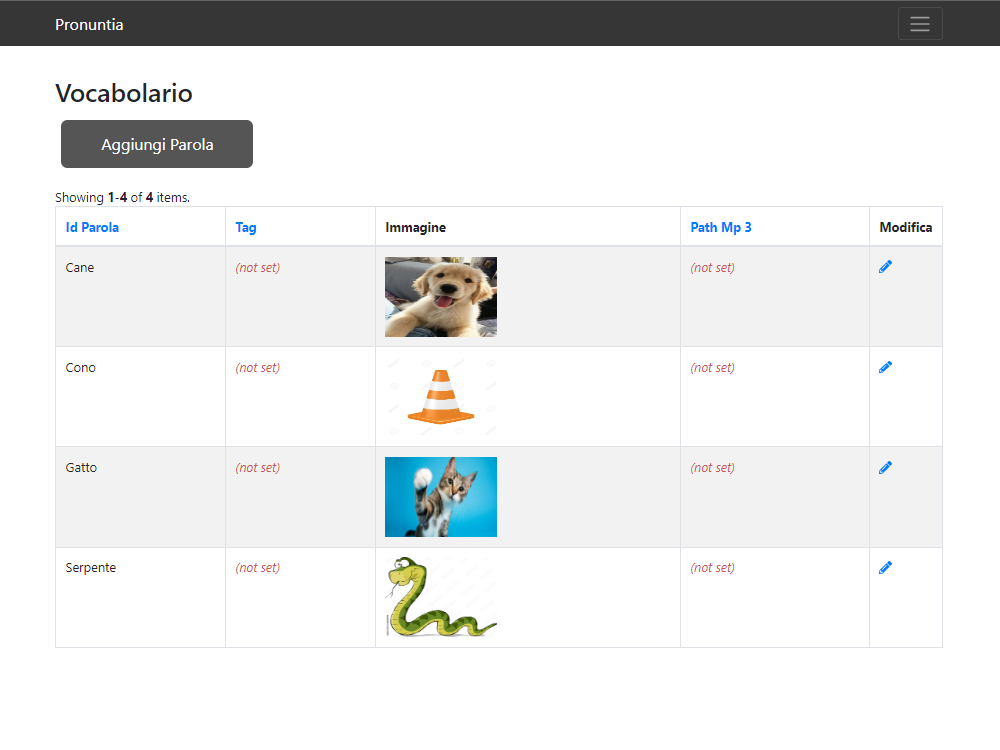 Pronuntia
Vocabolario
Aggiungi Parola
Showing 1-4 of 4 items.
Id Parola Tag Immagine Path Mp 3 Modifica
Cane (not set) (not set)
Cono (not set) (not set)
Gatto (not set) (not set)
Serpente (not set) (not set)